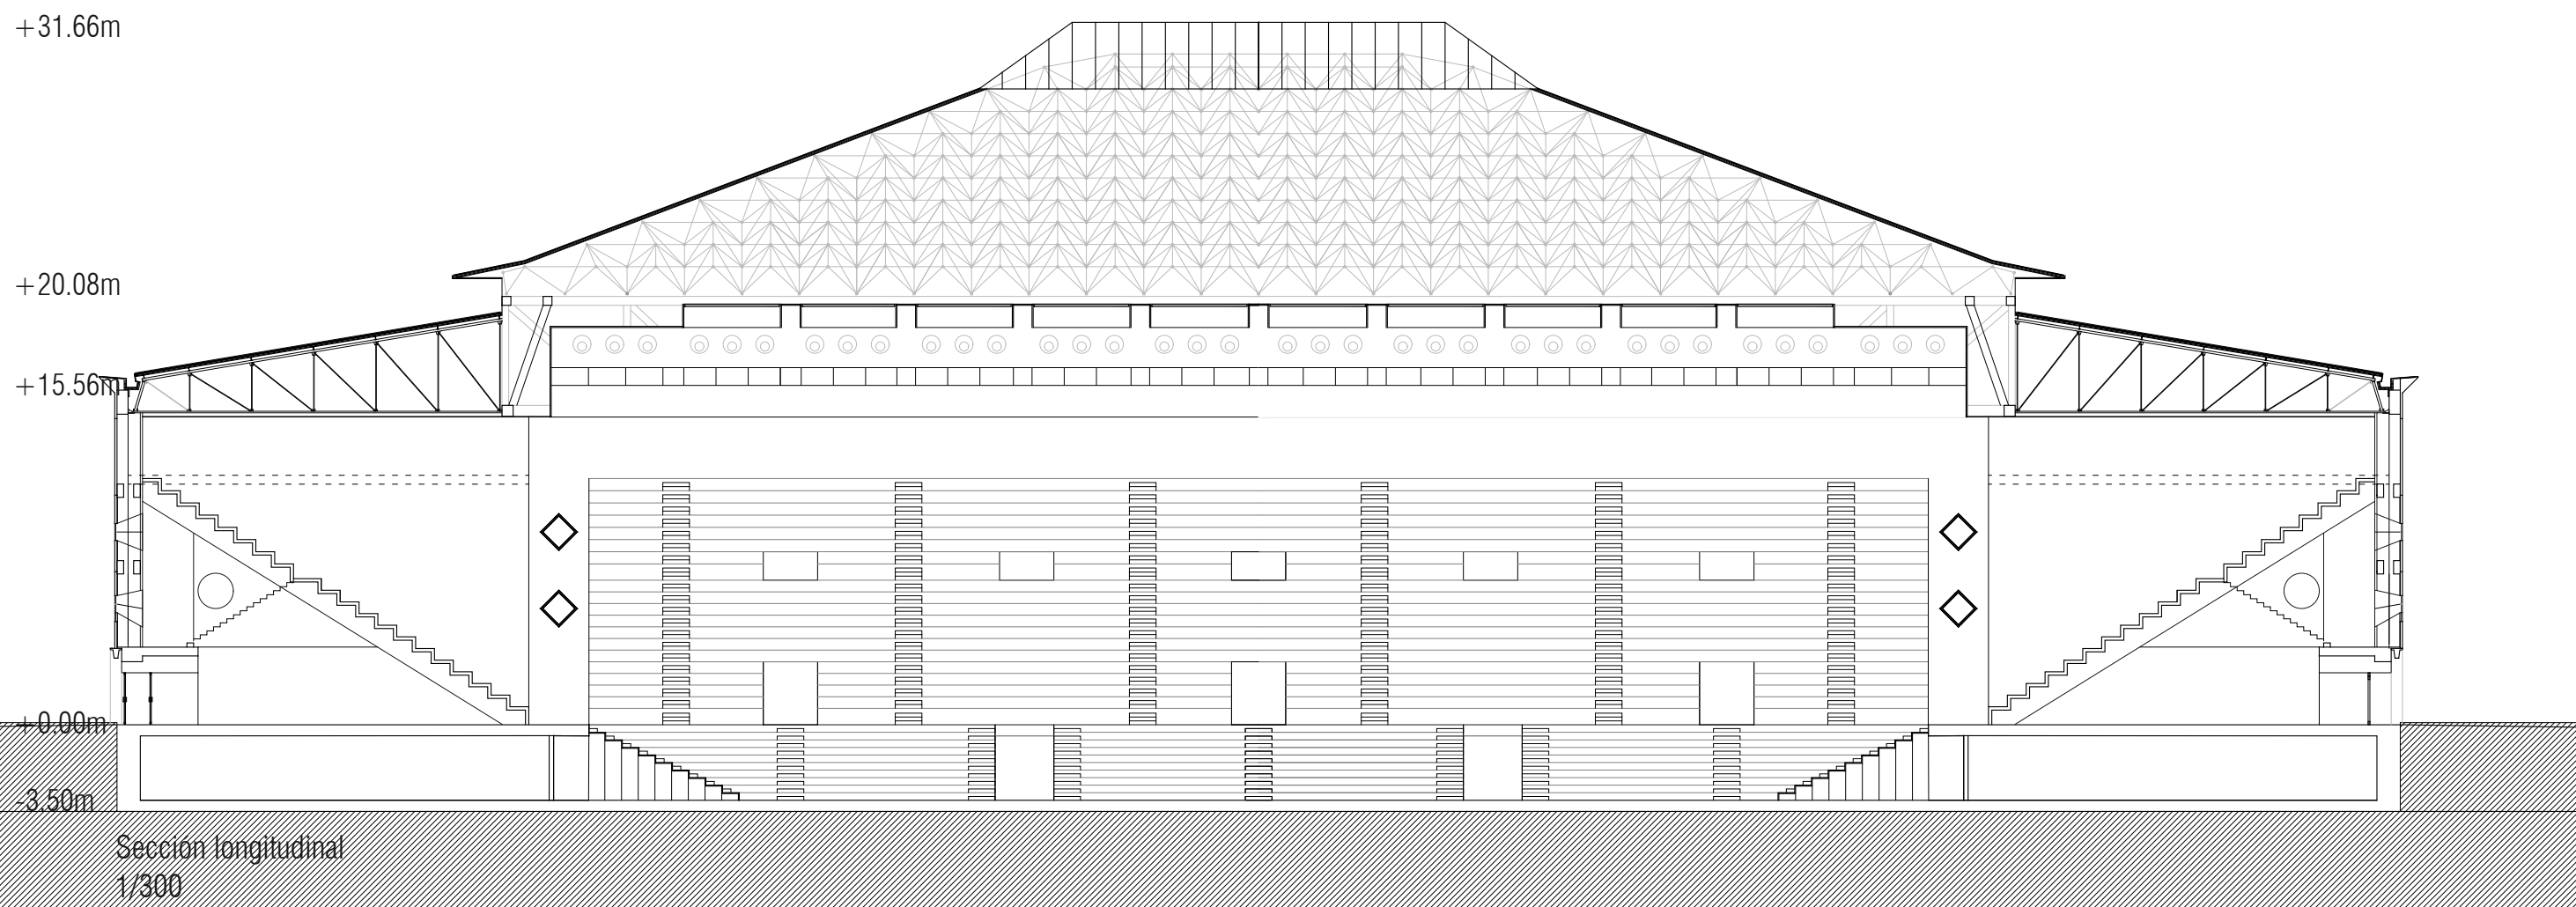 +31.66m
+20.08m
+15.56m
+0.00m
-3.50m
Sección longitudinal
1/300